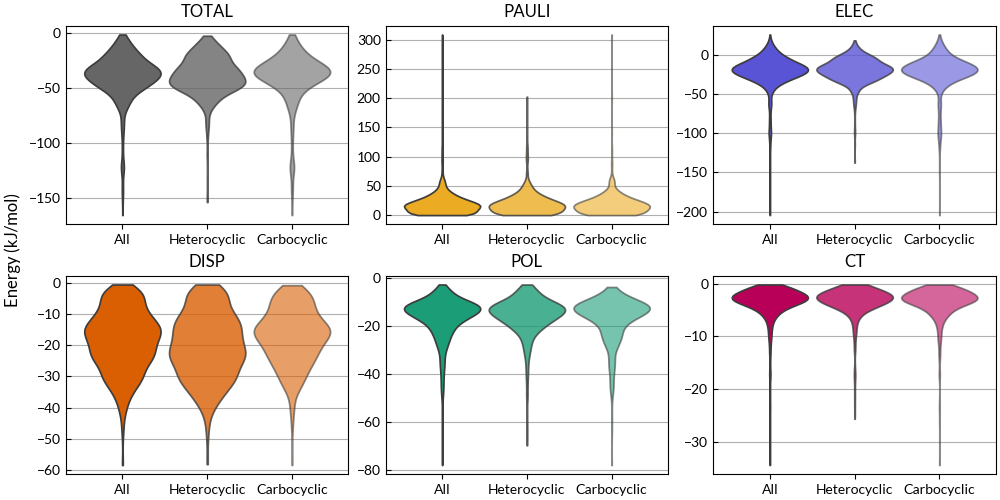 TOTAL
PAULI
ELEC
0
−50
−100
−150
300
250
200
150
100
50
0
0
−50
−100
−150
−200
All
Heterocyclic
Carbocyclic
All
Heterocyclic
Carbocyclic
All
Heterocyclic
Carbocyclic
Energy (kJ/mol)
DISP
POL
CT
0
−10
−20
−30
−40
−50
−60
0
−20
−40
−60
−80
0
−10
−20
−30
All
Heterocyclic
Carbocyclic
All
Heterocyclic
Carbocyclic
All
Heterocyclic
Carbocyclic